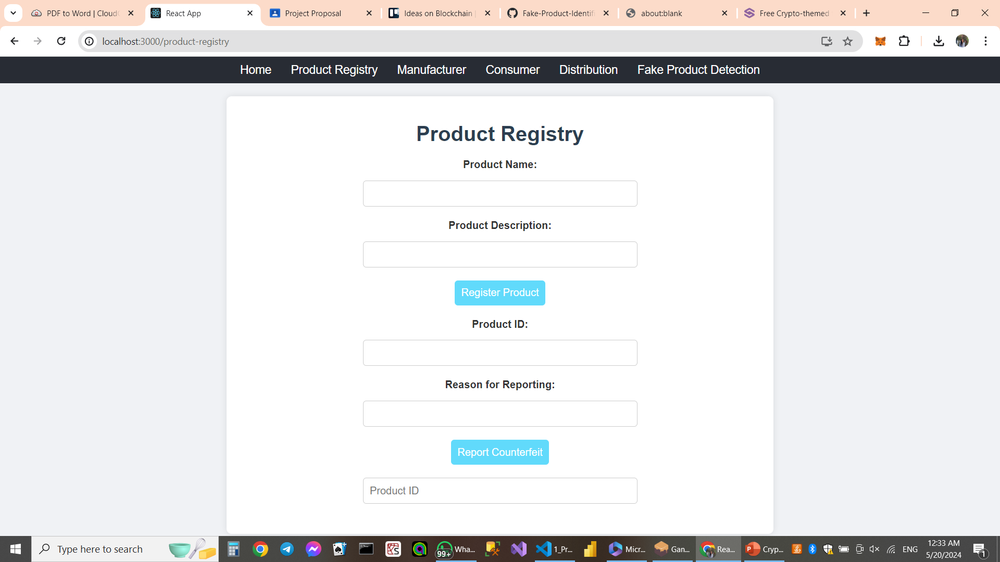 PDF to Word | Cloud
React App
Project Proposal
Ideas on Blockchain |
Fake-Product-Identifi
about:blank
Free Crypto-themed
localhost:3000/product-registry
Home Product Registry Manufacturer Consumer Distribution Fake Product Detection
Product Registry
Product Name:
Product Description:
Register Product
Product ID:
Reason for Reporting:
Report Counterfeit
Product ID
Type here to search
99+
Wha...
1_Pr...
Micr...
Gan...
Rea...
Cryp...
ENG
12:33 AM
5/20/2024
1